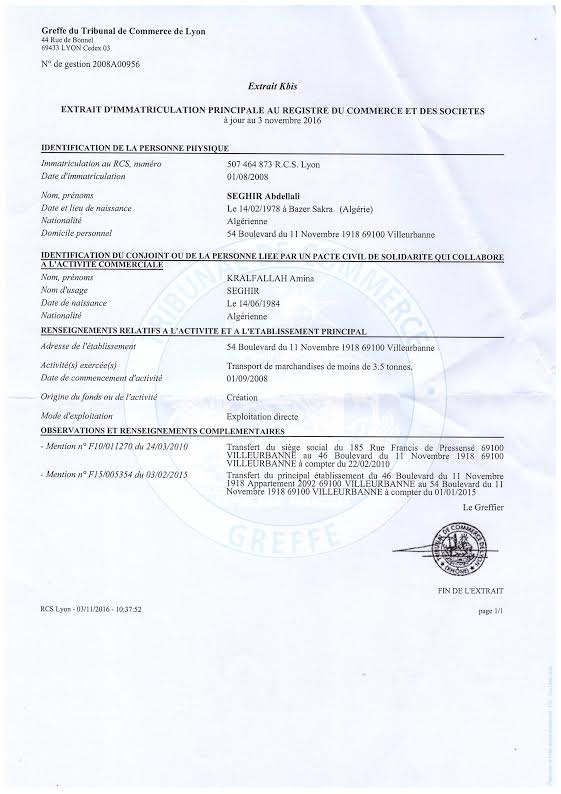 Greffe du Tribunal de Commerce de Lyon
44 Rue de Bonnel
69433 LYON Cedex 03
N° de gestion 2008A00956
Extrait Kbis
EXTRAIT D'IMMATRICULATION PRINCIPALE AU REGISTRE DU COMMERCE ET DES SOCIETES
à jour au 3 novembre 2016
IDENTIFICATION DE LA PERSONNE PHYSIQUE
Immatriculation au RCS, numéro 507 464 873 R.C.S. Lyon
Date d'immatriculation 01/08/2008
Nom, prénoms SEGHIR Abdellali
Date et lieu de naissance Le 14/02/1978 à Bazer Sakra (Algérie)
Nationalité Algérienne
Domicile personnel 54 Boulevard du 11 Novembre 1918 69100 Villeurbanne
IDENTIFICATION DU CONJOINT OU DE LA PERSONNE LIEE PAR UN PACTE CIVIL DE SOLIDARITE QUI COLLABORE
A L'ACTIVITE COMMERCIALE
Nom, prénoms KRALFALLAH Amina
Nom d'usage SEGHIR
Date de naissance Le 14/06/1984
Nationalité Algérienne
RENSEIGNEMENTS RELATIFS A L'ACTIVITE ET A L'ETABLISSEMENT PRINCIPAL
Adresse de l'établissement 54 Boulevard du 11 Novembre 1918 69100 Villeurbanne
Activité(s) exercée(s) Transport de marchandises de moins de 3.5 tonnes.
Date de commencement d'activité 01/09/2008
Origine du fonds ou de l'activité Création
Mode d'exploitation Exploitation directe
OBSERVATIONS ET RENSEIGNEMENTS COMPLEMENTAIRES
- Mention n° F10/011270 du 24/03/2010 Transfert du siège social du 185 Rue Francis de Pressensé 69100
VILLEURBANNE au 46 Boulevard du 11 Novembre 1918 69100
VILLEURBANNE à compter du 22/02/2010
- Mention n° F15/005354 du 03/02/2015 Transfert du principal établissement du 46 Boulevard du 11 Novembre
1918 Appartement 2092 69100 VILLEURBANNE au 54 Boulevard du 11
Novembre 1918 69100 VILLEURBANNE à compter du 01/01/2015
Le Greffier
TRIBUNAL DE COMMERCE DE LYON
(RHÔNE)
TRIBUNAL DE COMMERCE
GREFFE
FIN DE L'EXTRAIT
RCS Lyon - 03/11/2016 - 10:37:52 page 1/1